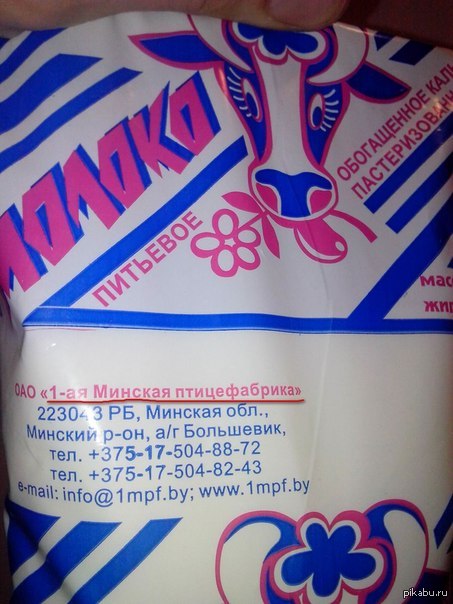 МОЛОКО
ПИТЬЕВОЕ
ОБОГАЩЕННОЕ
ОАО «1-ая Минская птицефабрика»
223043 РБ, Минская обл.,
Минский р-он, а/г Большевик,
тел. +375-17-504-88-72
тел. +375-17-504-82-43
e-mail: info@1mpf.by; www.1mpf.by
pikabu.ru